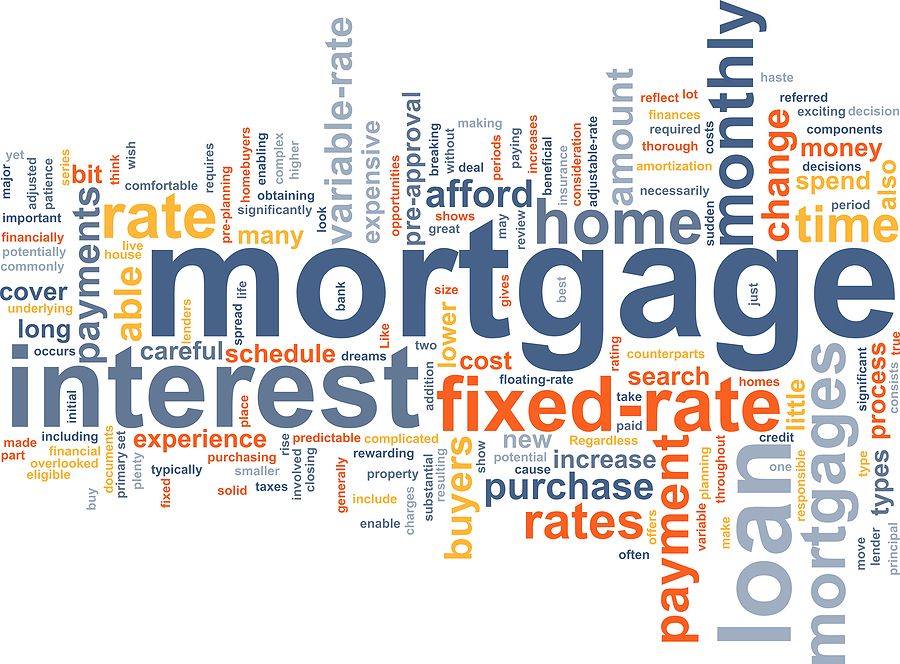 haste
variable-rate
monthly
reflect
lot
referred
exciting
decision
finances
required
costs
components
amount
change
thorough
money
amortization
decisions
necessarily
spend
also
period
time
sudden
yet
major
adjusted
patience
series
bit
think
wish
comfortable
requires
pre-planning
homebuyers
enabling
complex
higher
obtaining
significantly
look
expensive
opportunities
pre-approval
breaking
without
making
deal
periods
paying
increases
beneficial
insurance
consideration
adjustable-rate
afford
shows
great
may
review
home
important
financially
potentially
commonly
payments
rate
many
live
house
able
mortgage
cover
underlying
long
occurs
lenders
spread
life
bank
size
gives
best
just
careful
schedule
dreams
Like
two
lower
cost
rating
counterparts
floating-rate
search
homes
interest
initial
place
addition
fixed-rate
take
paid
little
mortgages
significant
process
consists
true
made
part
including
financial
overlooked
eligible
documents
primary
set
plenty
buy
experience
purchasing
typically
smaller
fixed
solid
taxes
rise
involved
closing
predictable
complicated
rewarding
generally
property
include
enable
charges
substantial
resulting
buyers
show
new
potential
cause
Regardless
increase
purchase
rates
offers
often
payment
variable
planning
make
throughout
loan
credit
one
responsible
type
types
move
lender
principal